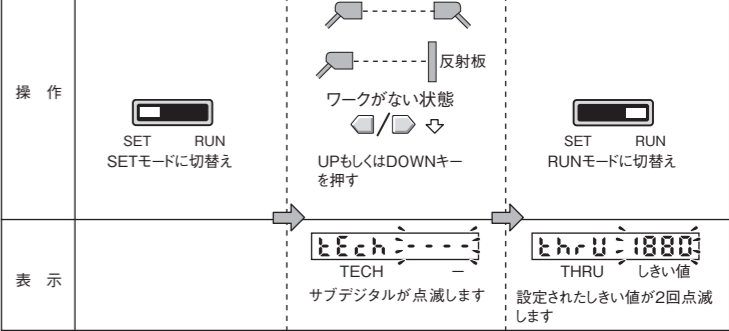 操 作
SET RUN
SETモードに切替え
反射板
ワークがない状態
/
UPもしくはDOWNキー
を押す
SET RUN
RUNモードに切替え
表 示
tECh ----
TECH －
サブデジタルが点滅します
thrU 1880
THRU しきい値
設定されたしきい値が2回点滅
します